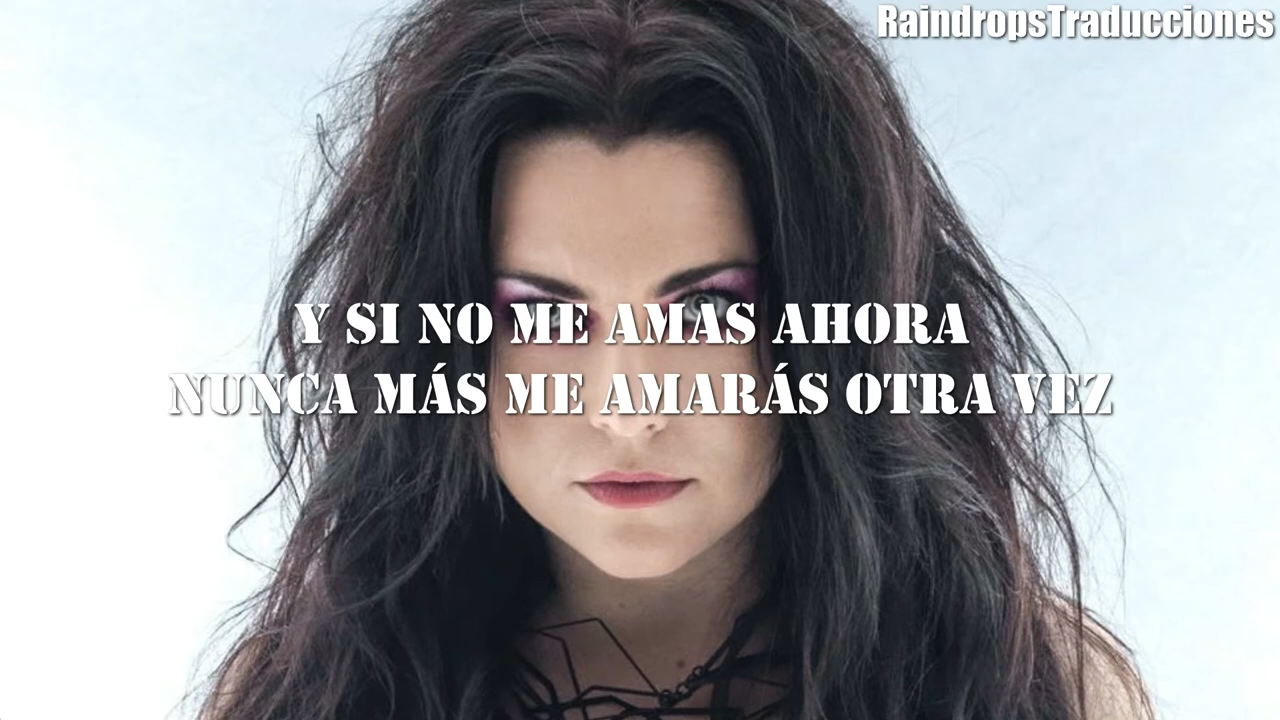 RaindropsTraducciones
Y SI NO ME AMAS AHORA
NUNCA MÁS ME AMARÁS OTRA VEZ